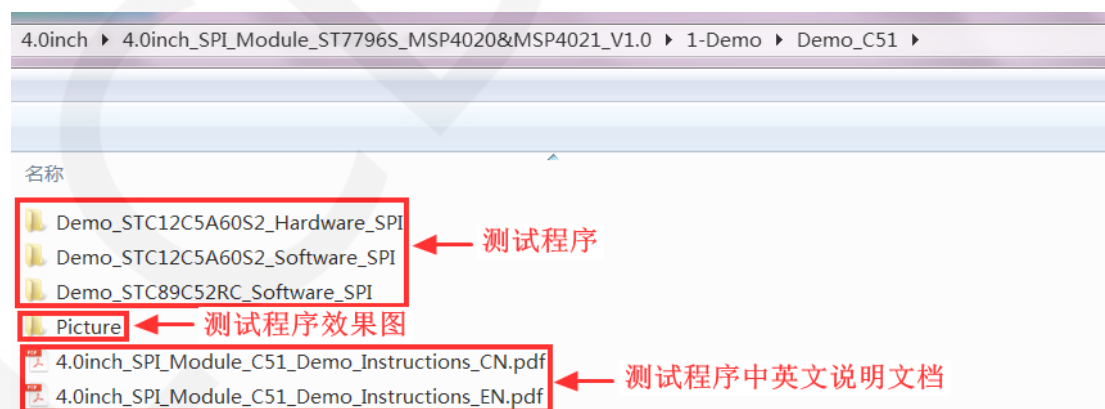 4.0inch ▸ 4.0inch_SPI_Module_ST7796S_MSP4020&MSP4021_V1.0 ▸ 1-Demo ▸ Demo_C51 ▸
名称
Demo_STC12C5A60S2_Hardware_SPI
Demo_STC12C5A60S2_Software_SPI
测试程序
Demo_STC89C52RC_Software_SPI
Picture
测试程序效果图
4.0inch_SPI_Module_C51_Demo_Instructions_CN.pdf
测试程序中英文说明文档
4.0inch_SPI_Module_C51_Demo_Instructions_EN.pdf